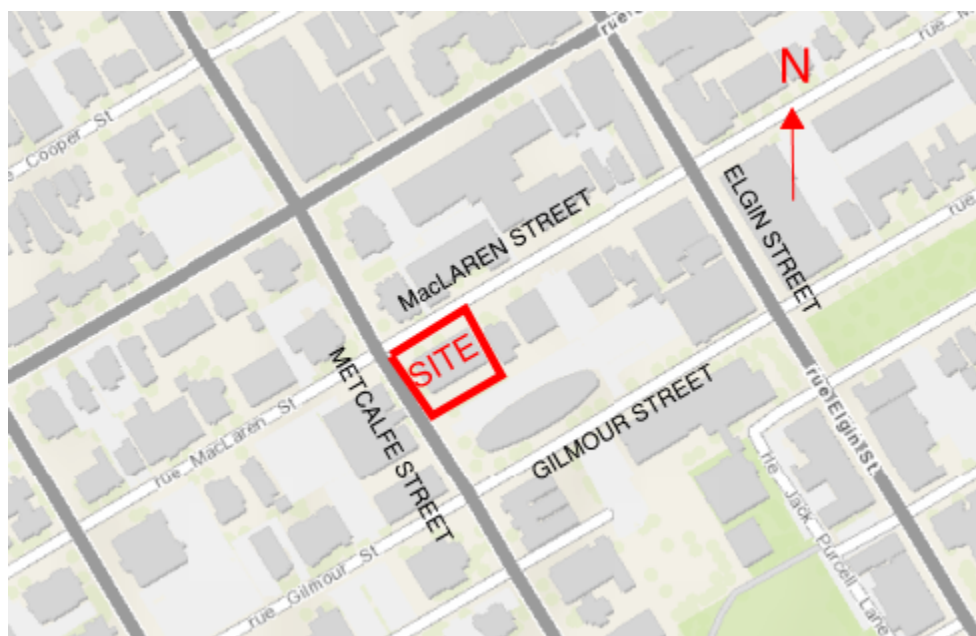 rue E
rue M
N
Cooper St
ELGIN STREET
rue
MacLAREN STREET
SITE
METCALFE STREET
rue MacLaren St
GILMOUR STREET
rue Elgin St.
rue Gilmour St
Jack Purcell Lane